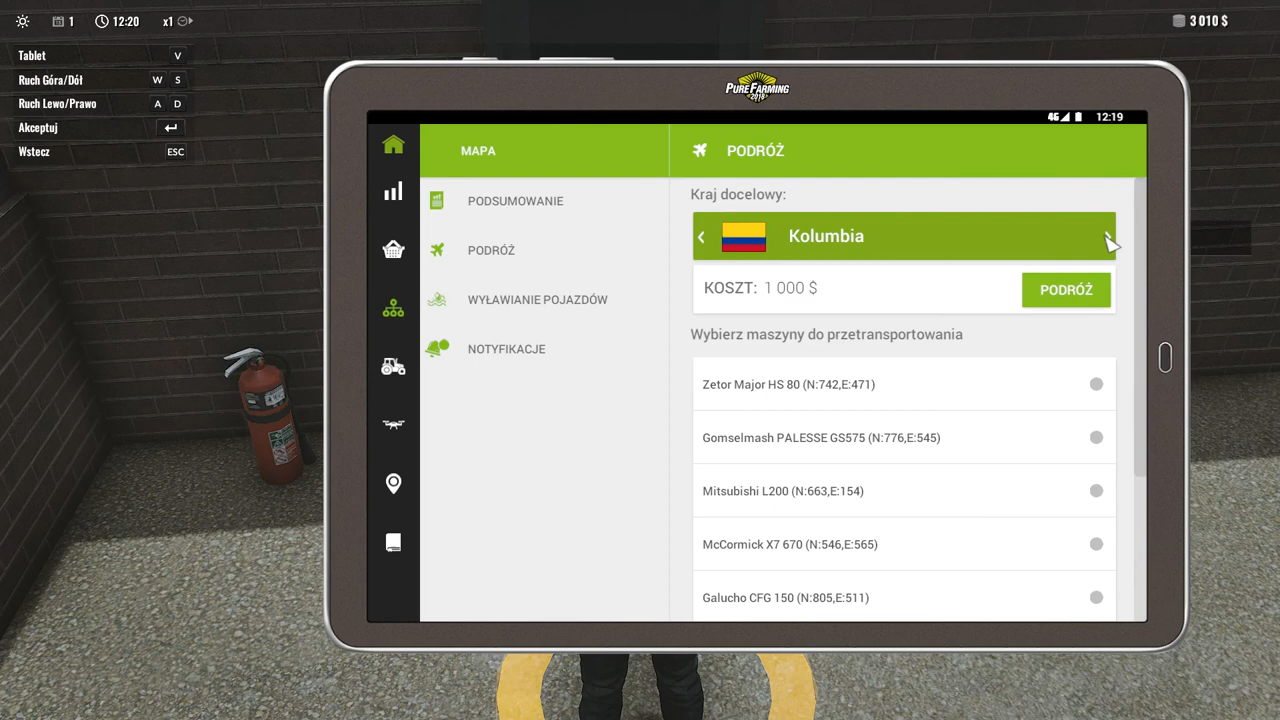 1
12:20
x1
3 010 $
Tablet V
Ruch Góra/Dół W S
Ruch Lewo/Prawo A D
Akceptuj
Wstecz ESC
PURE FARMING
2018
4G 12:19
MAPA
PODRÓŻ
PODSUMOWANIE
PODRÓŻ
WYŁAWIANIE POJAZDÓW
NOTYFIKACJE
Kraj docelowy:
Kolumbia
KOSZT: 1 000 $
PODRÓŻ
Wybierz maszyny do przetransportowania
Zetor Major HS 80 (N:742,E:471)
Gomselmash PALESSE GS575 (N:776,E:545)
Mitsubishi L200 (N:663,E:154)
McCormick X7 670 (N:546,E:565)
Galucho CFG 150 (N:805,E:511)